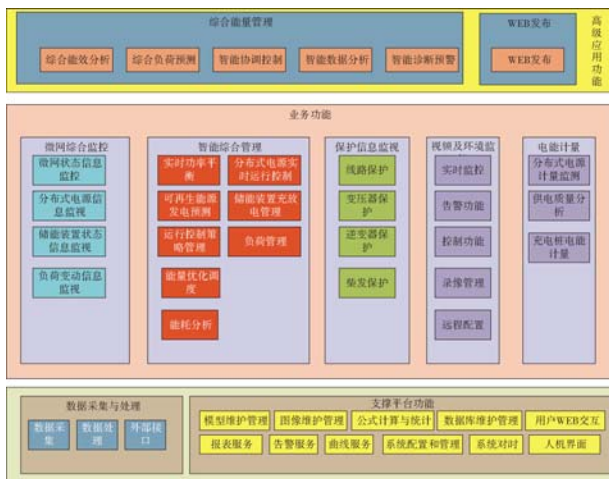 综合能量管理
综合能效分析
综合负荷预测
智能协调控制
智能数据分析
智能诊断预警
WEB发布
WEB发布
高级应用功能
业务功能
微网综合监控
微网状态信息
监控
分布式电源信
息监视
储能装置状态
信息监视
负荷变动信息
监视
智能综合管理
实时功率平
衡
分布式电源实
时运行控制
可再生能源
发电预测
储能装置充放
电管理
运行控制策
略管理
负荷管理
能量优化调
度
能耗分析
保护信息监视
线路保护
变压器保
护
逆变器保
护
柴发保护
视频及环境监
实时监控
告警功能
控制功能
录像管理
远程配置
电能计量
分布式电源
计量监测
供电质量分
析
充电桩电能
计量
数据采集与处理
数据采
集
数据处
理
外部接
口
支撑平台功能
模型维护管理
图像维护管理
公式计算与统计
数据库维护管理
用户WEB交互
报表服务
告警服务
曲线服务
系统配置和管理
系统对时
人机界面